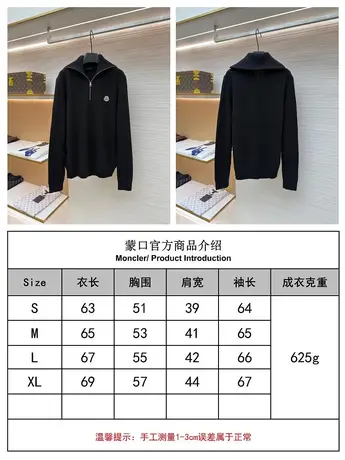 蒙口官方商品介绍
Moncler/ Product Introduction
Size 衣长 胸围 肩宽 袖长 成衣克重
S 63 51 39 64
M 65 53 41 65
L 67 55 42 66
XL 69 57 44 67
625g
温馨提示：手工测量1-3cm误差属于正常